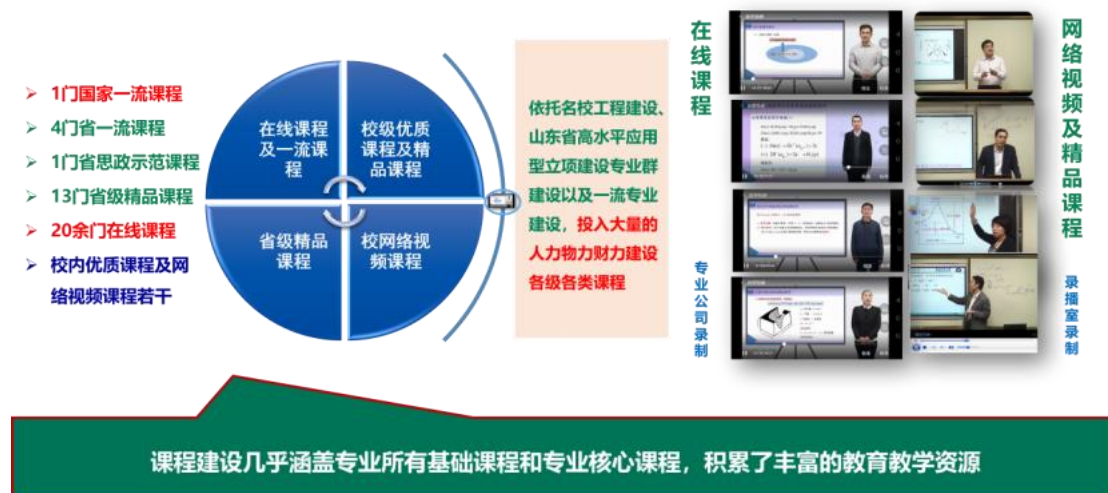 1门国家一流课程
4门省一流课程
1门省思政示范课程
13门省级精品课程
20余门在线课程
校内优质课程及网
络视频课程若干
在线课程
及一流课
程
校级优质
课程及精
品课程
省级精品
课程
校网络视
频课程
依托名校工程建设、
山东省高水平应用
型立项建设专业群
建设以及一流专业
建设，投入大量的
人力物力财力建设
各级各类课程
在线课程
专业公司录制
网络视频及精品课程
录播室录制
课程建设几乎涵盖专业所有基础课程和专业核心课程，积累了丰富的教育教学资源